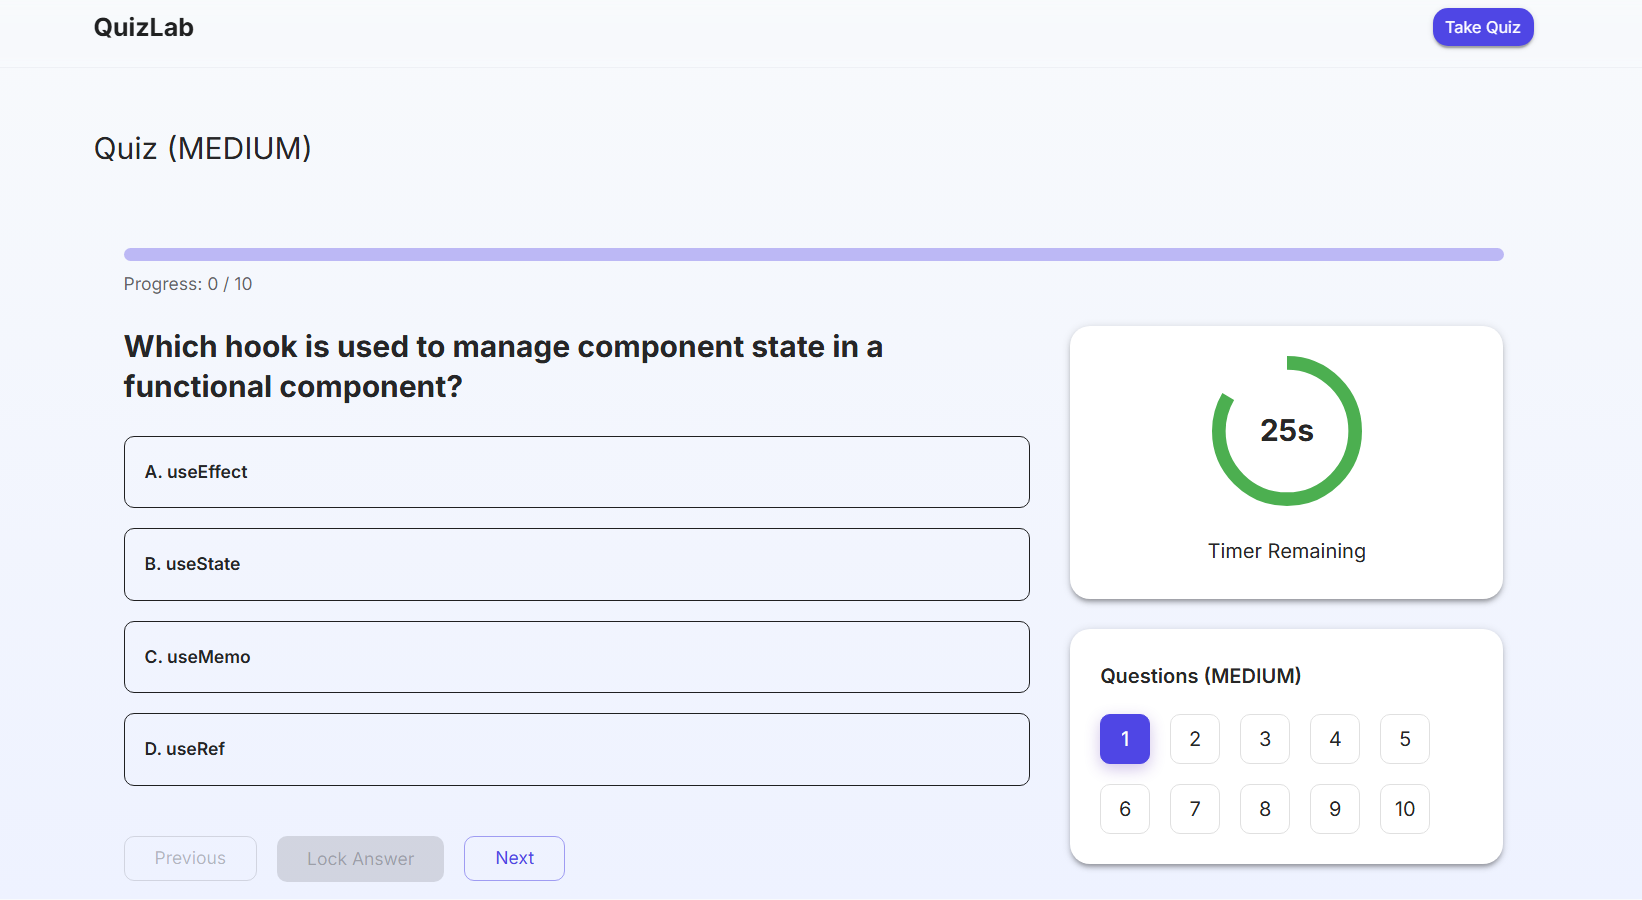 QuizLab
Take Quiz
Quiz (MEDIUM)
Progress: 0 / 10
Which hook is used to manage component state in a
functional component?
A. useEffect
B. useState
C. useMemo
D. useRef
Previous
Lock Answer
Next
25s
Timer Remaining
Questions (MEDIUM)
1 2 3 4 5
6 7 8 9 10